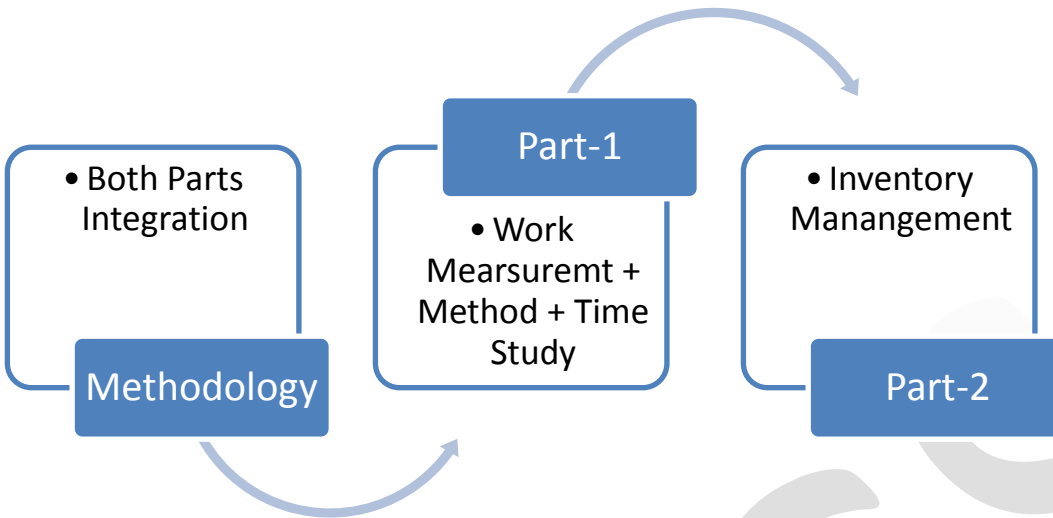 • Both Parts
Integration
Methodology
Part-1
• Work
Mearsuremt +
Method + Time
Study
• Inventory
Manangement
Part-2